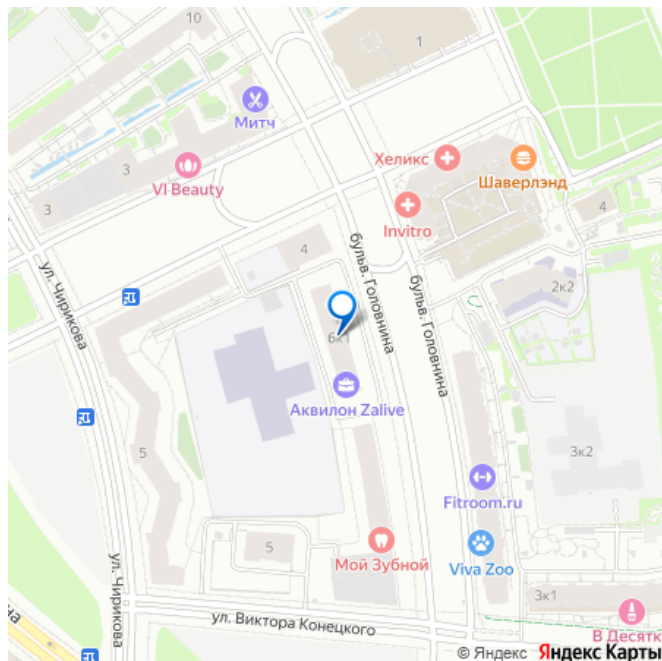 10
1
Митч
3
VI Beauty
3
Хеликс
Шаверлэнд
Invitro
4
4
бульв. Головнина
бульв. Головнина
ул. Чирикова
2к2
6к1
Аквилон Zalive
5
3к2
Fitroom.ru
5
Мой Зубной
Viva Zoo
ул. Чирикова
ул. Виктора Конецкого
3к1
В Десятк
на
© Яндекс Яндекс Карты